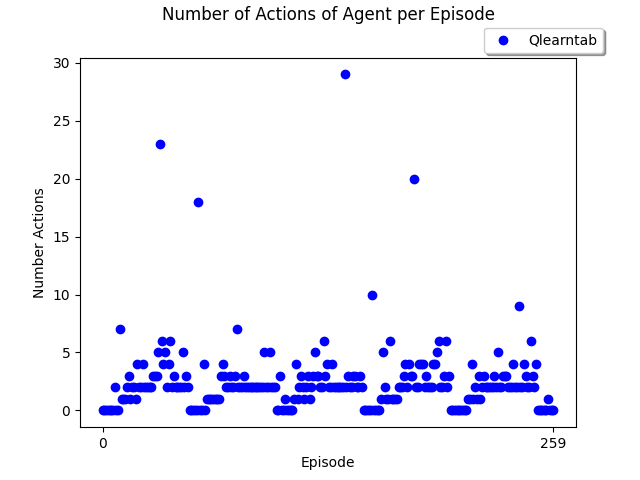 Number of Actions of Agent per Episode
Qlearntab
30
25
20
15
10
5
0
Number Actions
0
259
Episode